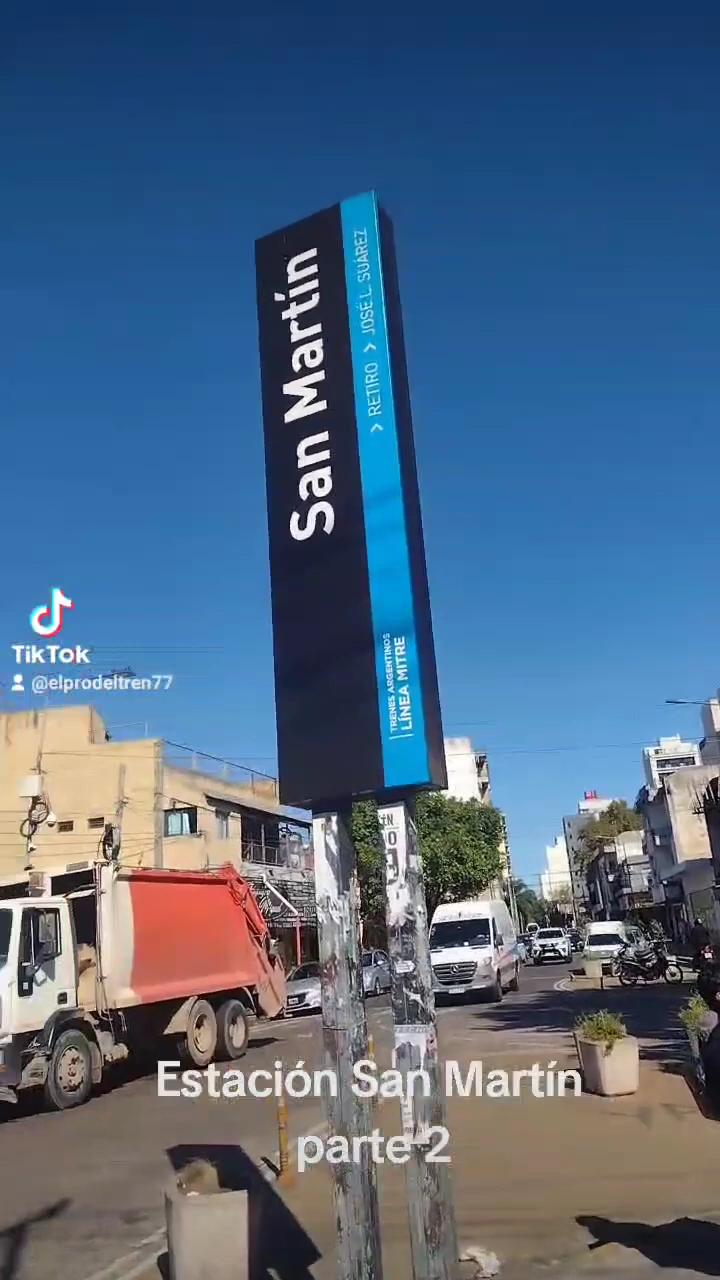 San Martín
> RETIRO > JOSÉ L. SUÁREZ
TRENES ARGENTINOS
LÍNEA MITRE
TikTok
@elprodeltren77
Estación San Martín
parte 2